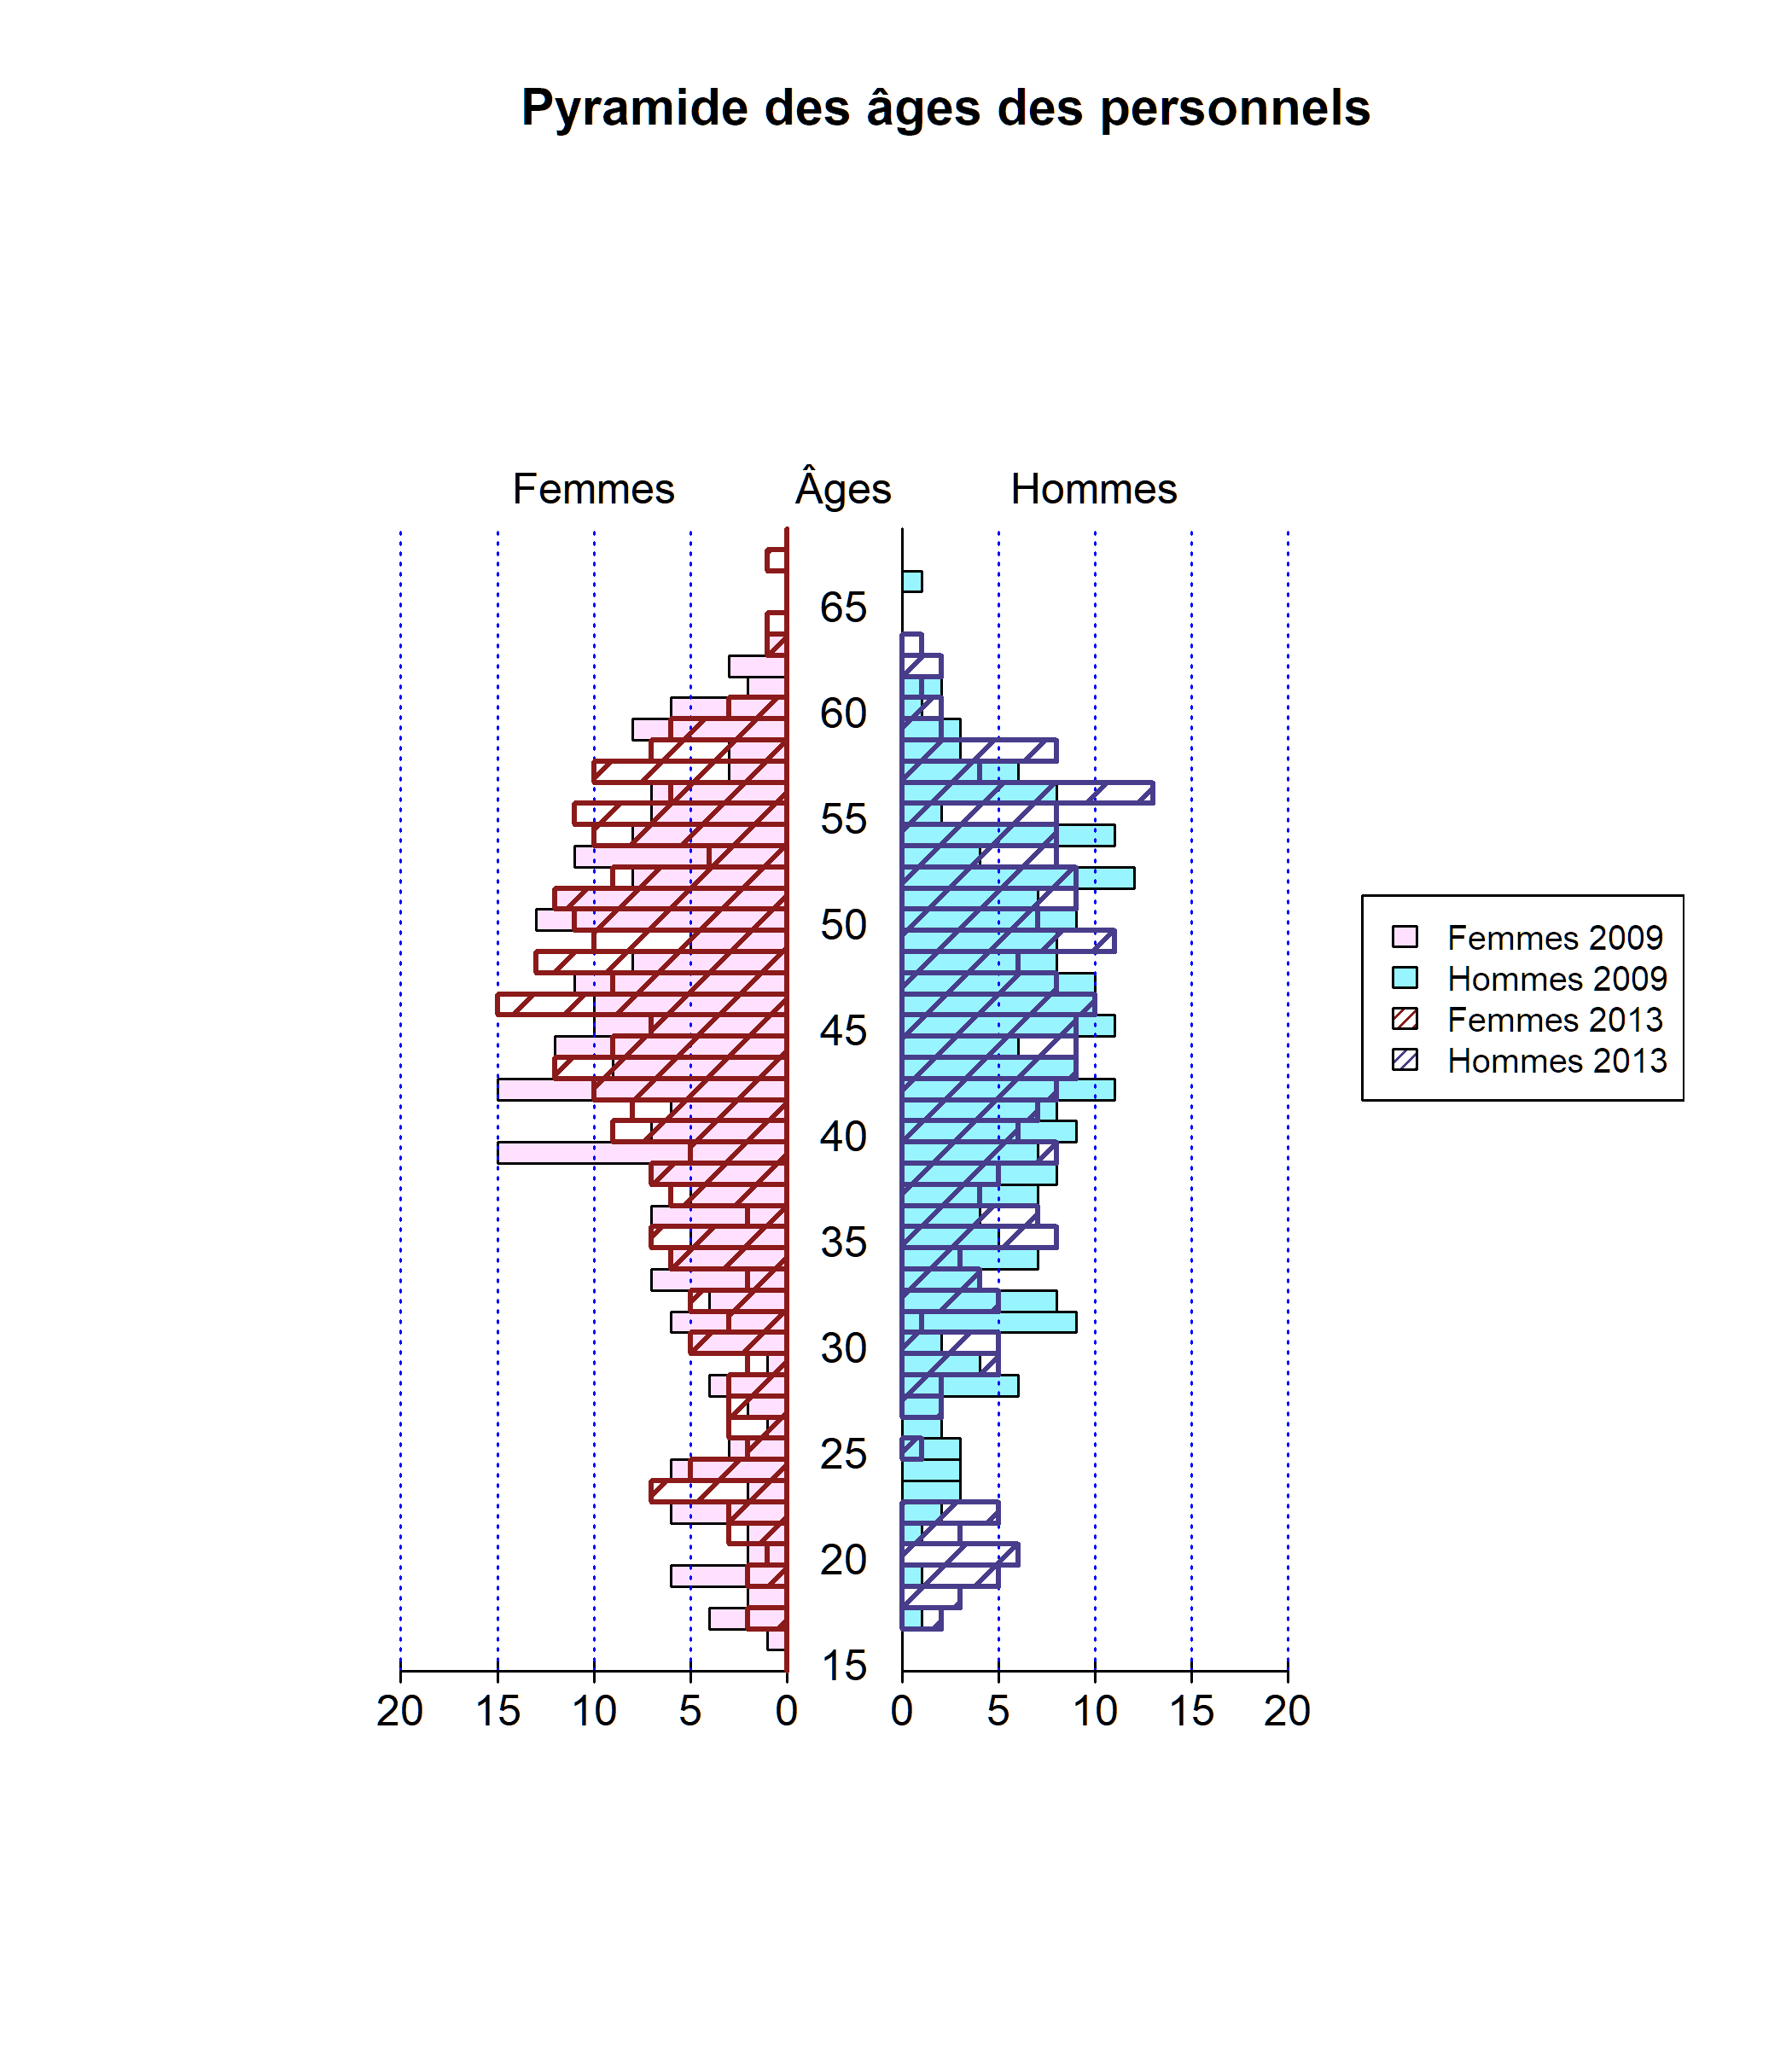 Pyramide des âges des personnels
Femmes Âges Hommes
65
60
55
50
45
40
35
30
25
20
15
20 15 10 5 0 0 5 10 15 20
Femmes 2009
Hommes 2009
Femmes 2013
Hommes 2013